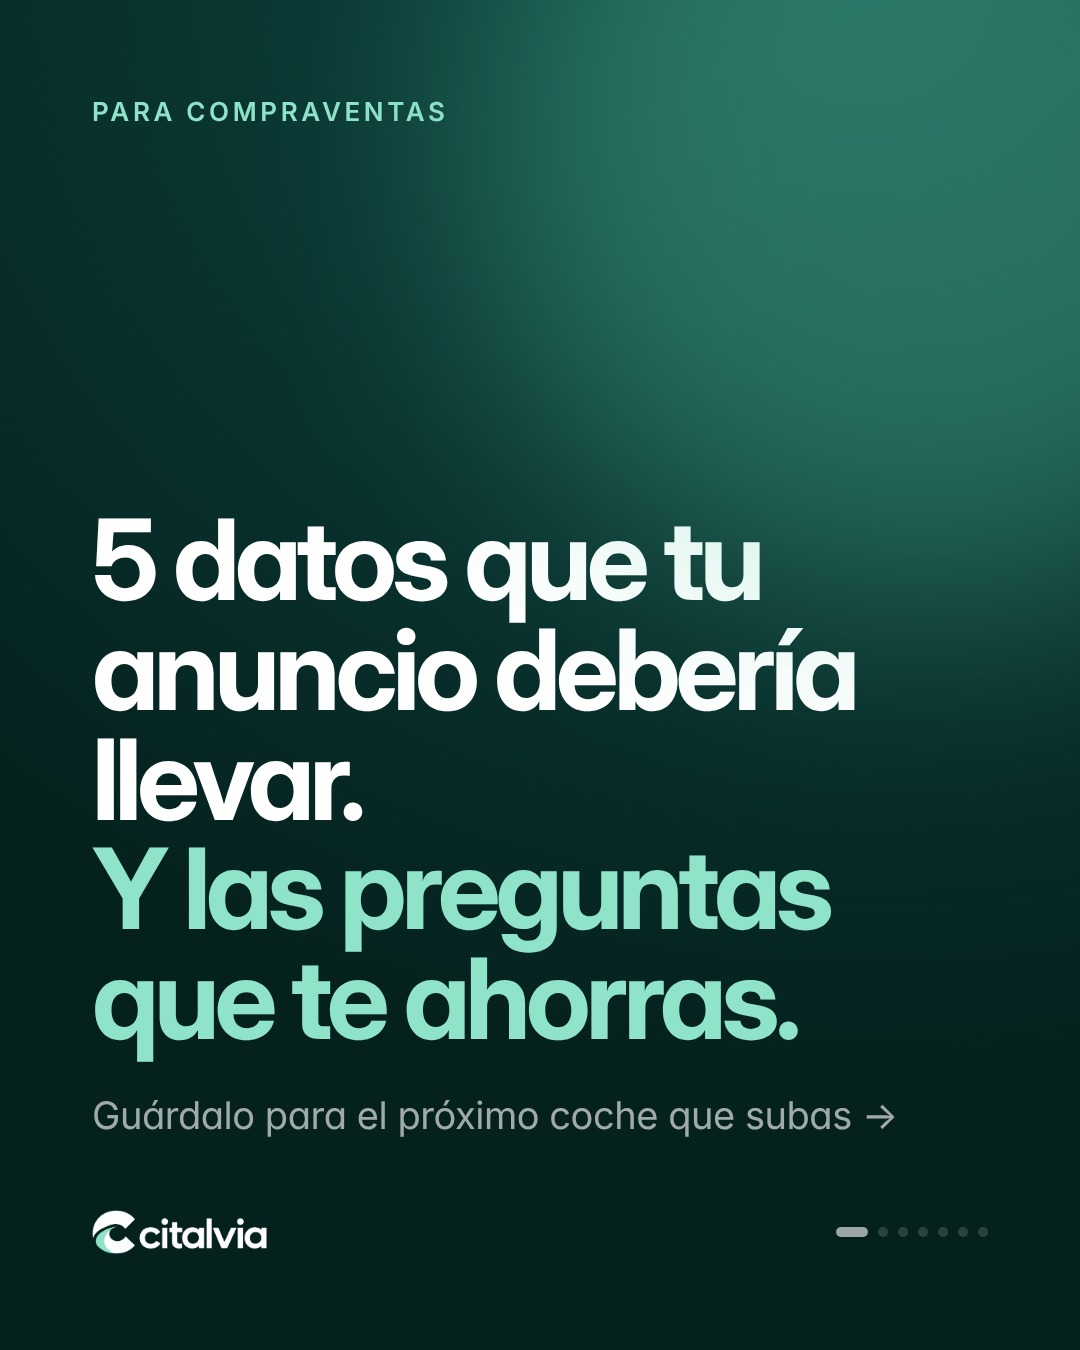 PARA COMPRAVENTAS
5 datos que tu
anuncio debería
llevar.
Y las preguntas
que te ahorras.
Guárdalo para el próximo coche que subas →
citalvia